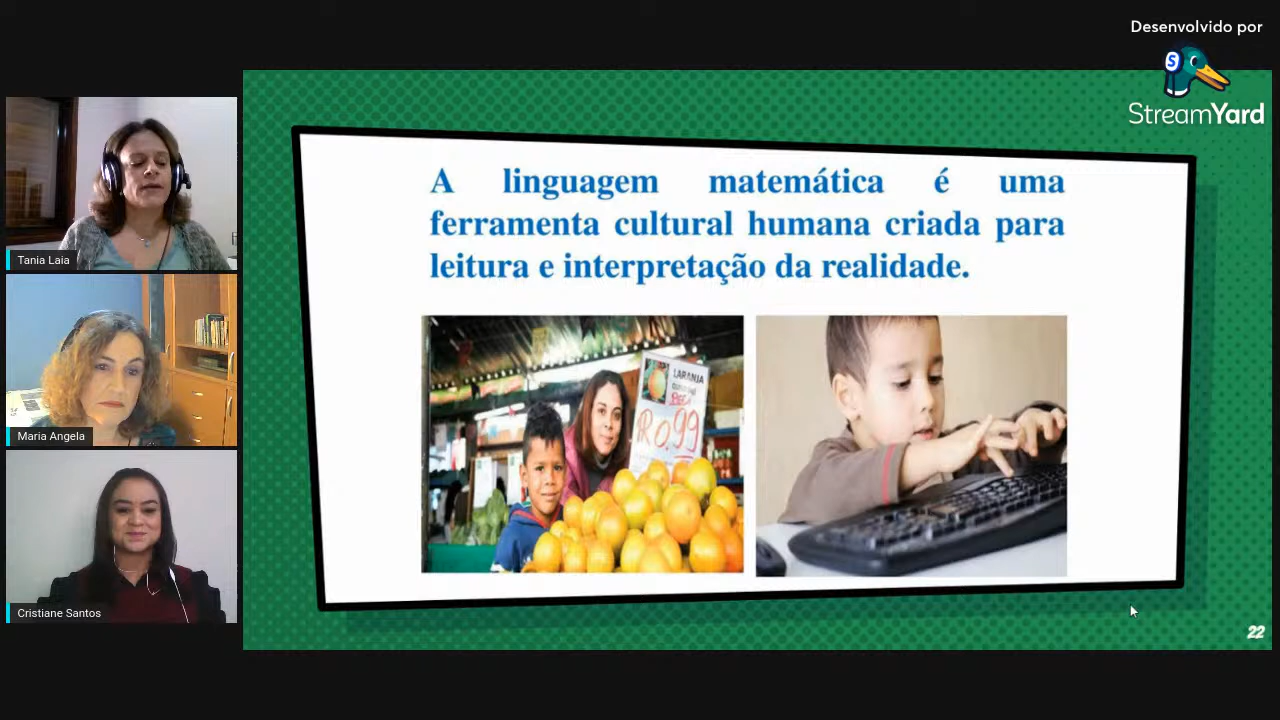 Desenvolvido por
StreamYard
Tania Laia
Maria Angela
Cristiane Santos
A linguagem matemática é uma
ferramenta cultural humana criada para
leitura e interpretação da realidade.
LARANJA
R0,99
22